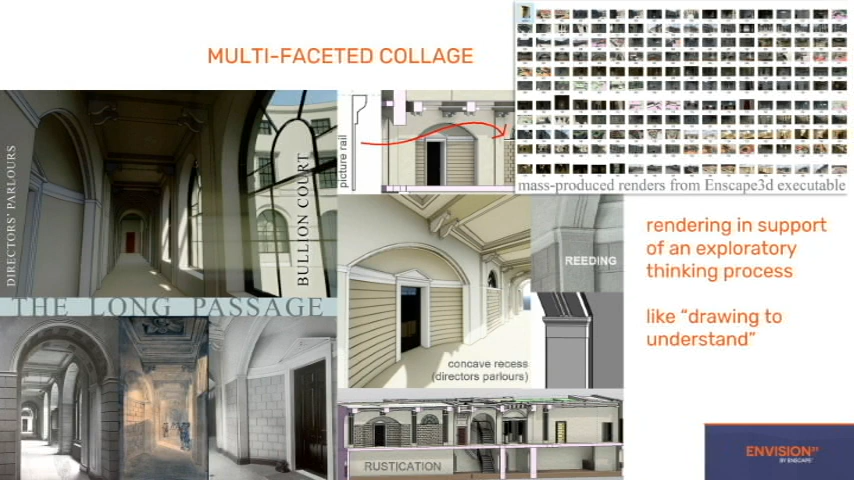 MULTI-FACETED COLLAGE
DIRECTORS' PARLOURS
BULLION COURT
picture rail
mass-produced renders from Enscape3d executable
THE LONG PASSAGE
REEDING
concave recess
(directors parlours)
RUSTICATION
rendering in support
of an exploratory
thinking process
like “drawing to
understand”
ENVISION
BY ENSCAPE